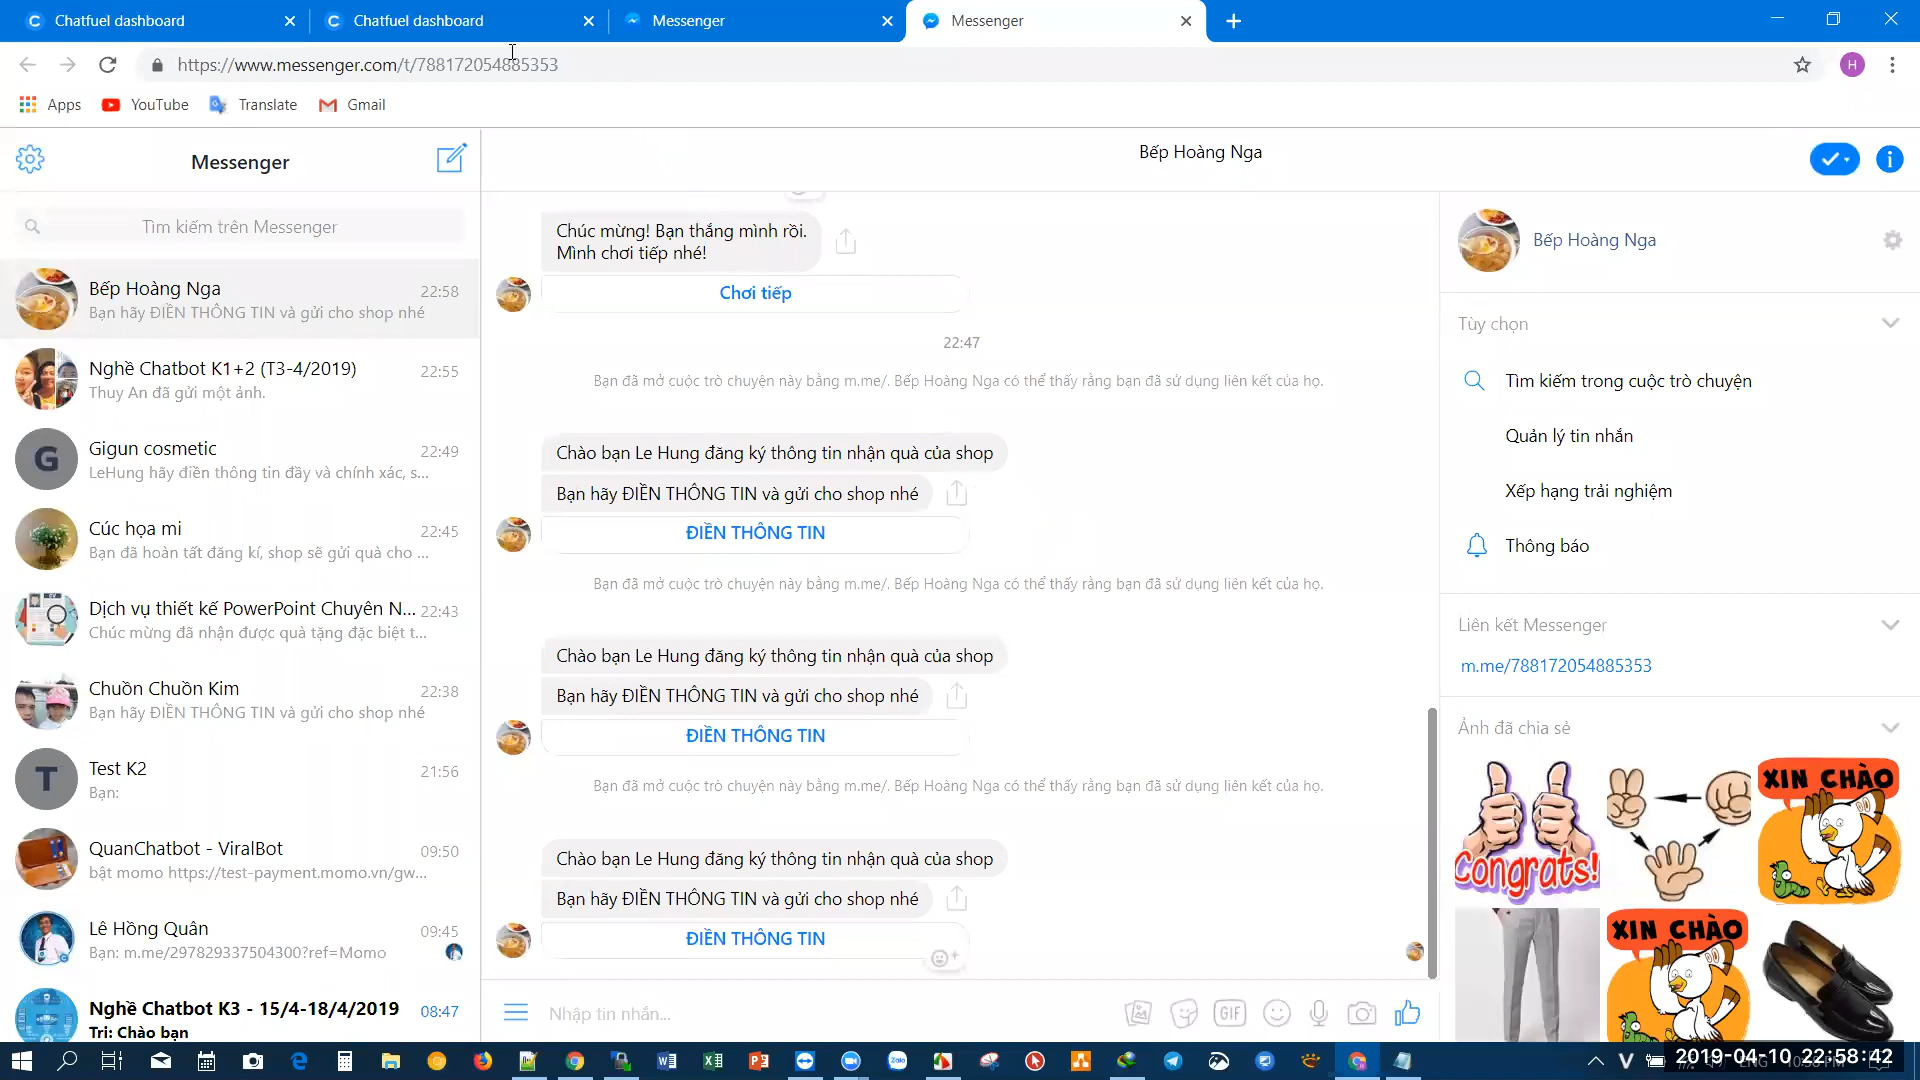 Chatfuel dashboard
Chatfuel dashboard
Messenger
Messenger
https://www.messenger.com/t/788172054885353
H
Apps
YouTube
Translate
Gmail
Messenger
Bếp Hoàng Nga
Tìm kiếm trên Messenger
Bếp Hoàng Nga
22:58
Bạn hãy ĐIỀN THÔNG TIN và gửi cho shop nhé
Nghề Chatbot K1+2 (T3-4/2019)
22:55
Thuy An đã gửi một ảnh.
G
Gigun cosmetic
22:49
LeHung hãy điền thông tin đầy và chính xác, s...
Cúc họa mi
22:45
Bạn đã hoàn tất đăng kí, shop sẽ gửi quà cho ...
Dịch vụ thiết kế PowerPoint Chuyên N...
22:43
Chúc mừng đã nhận được quà tặng đặc biệt t...
Chuồn Chuồn Kim
22:38
Bạn hãy ĐIỀN THÔNG TIN và gửi cho shop nhé
T
Test K2
21:56
Bạn:
QuanChatbot - ViralBot
09:50
bật momo https://test-payment.momo.vn/gw...
Lê Hồng Quân
09:45
Bạn: m.me/297829337504300?ref=Momo
Nghề Chatbot K3 - 15/4-18/4/2019
08:47
Tri: Chào bạn
Chúc mừng! Bạn thắng mình rồi.
Mình chơi tiếp nhé!
Chơi tiếp
22:47
Bạn đã mở cuộc trò chuyện này bằng m.me/. Bếp Hoàng Nga có thể thấy rằng bạn đã sử dụng liên kết của họ.
Chào bạn Le Hung đăng ký thông tin nhận quà của shop
Bạn hãy ĐIỀN THÔNG TIN và gửi cho shop nhé
ĐIỀN THÔNG TIN
Bạn đã mở cuộc trò chuyện này bằng m.me/. Bếp Hoàng Nga có thể thấy rằng bạn đã sử dụng liên kết của họ.
Chào bạn Le Hung đăng ký thông tin nhận quà của shop
Bạn hãy ĐIỀN THÔNG TIN và gửi cho shop nhé
ĐIỀN THÔNG TIN
Bạn đã mở cuộc trò chuyện này bằng m.me/. Bếp Hoàng Nga có thể thấy rằng bạn đã sử dụng liên kết của họ.
Chào bạn Le Hung đăng ký thông tin nhận quà của shop
Bạn hãy ĐIỀN THÔNG TIN và gửi cho shop nhé
ĐIỀN THÔNG TIN
Nhập tin nhắn...
GIF
Bếp Hoàng Nga
Tùy chọn
Tìm kiếm trong cuộc trò chuyện
Quản lý tin nhắn
Xếp hạng trải nghiệm
Thông báo
Liên kết Messenger
m.me/788172054885353
Ảnh đã chia sẻ
Congrats!
XIN CHÀO
XIN CHÀO
2019-04-10 22:58:42